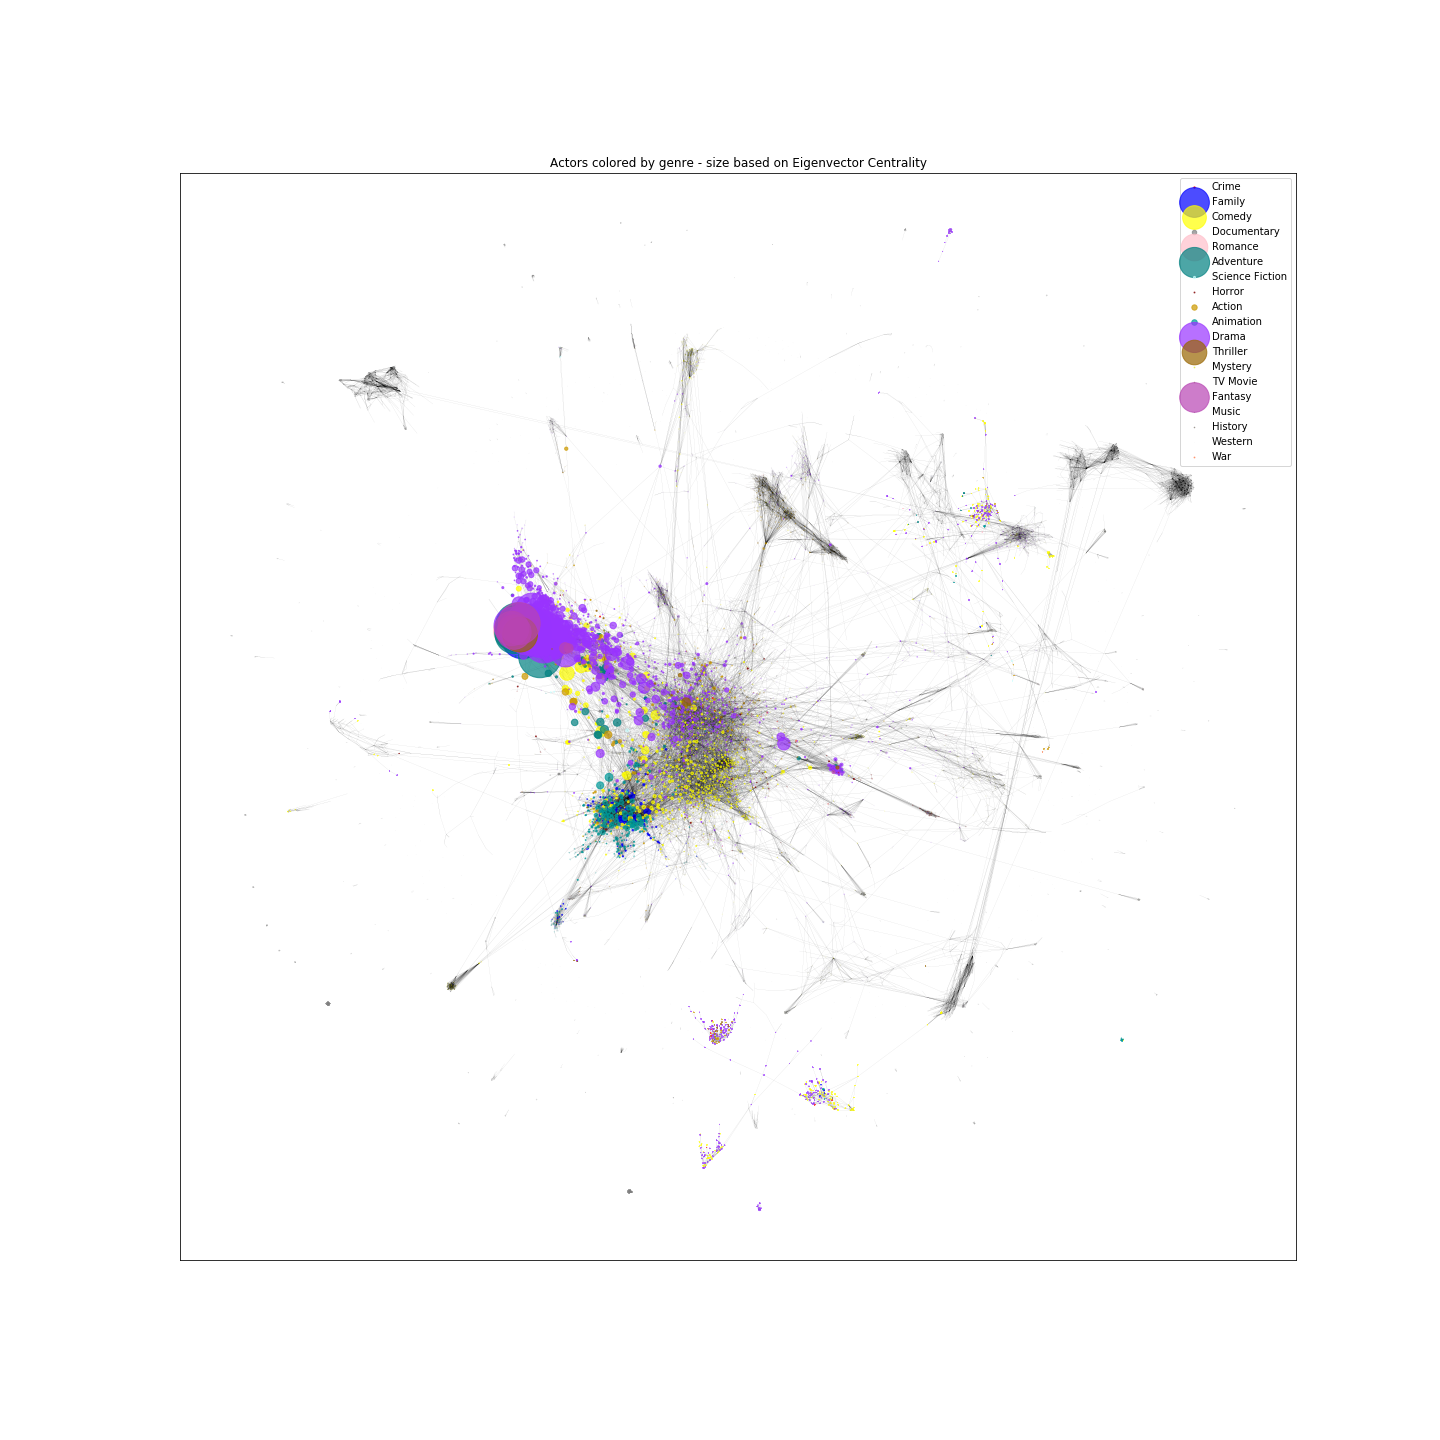 Actors colored by genre - size based on Eigenvector Centrality
Crime
Family
Comedy
Documentary
Romance
Adventure
Science Fiction
Horror
Action
Animation
Drama
Thriller
Mystery
TV Movie
Fantasy
Music
History
Western
War